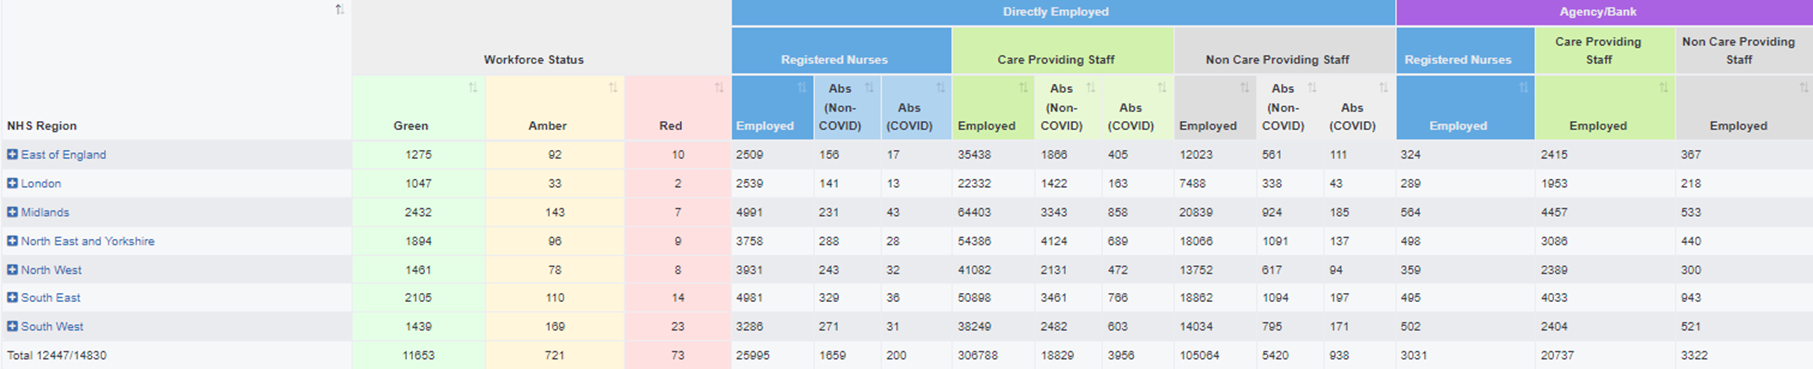 Directly Employed Agency/Bank
Workforce Status Registered Nurses Care Providing Staff Non Care Providing Staff Registered Nurses Care Providing Staff Non Care Providing Staff
NHS Region Green Amber Red Employed Abs (Non-COVID) Abs (COVID) Employed Abs (Non-COVID) Abs (COVID) Employed Abs (Non-COVID) Abs (COVID) Employed Employed Employed
East of England 1275 92 10 2509 156 17 35438 1866 405 12023 561 111 324 2415 367
London 1047 33 2 2539 141 13 22332 1422 163 7488 338 43 289 1953 218
Midlands 2432 143 7 4991 231 43 64403 3343 858 20839 924 185 564 4457 533
North East and Yorkshire 1894 96 9 3758 288 28 54386 4124 689 18066 1091 137 498 3086 440
North West 1461 78 8 3931 243 32 41082 2131 472 13752 617 94 359 2389 300
South East 2105 110 14 4981 329 36 50898 3461 766 18862 1094 197 495 4033 943
South West 1439 169 23 3286 271 31 38249 2482 603 14034 795 171 502 2404 521
Total 12447/14830 11653 721 73 25995 1659 200 306788 18829 3956 105064 5420 938 3031 20737 3322